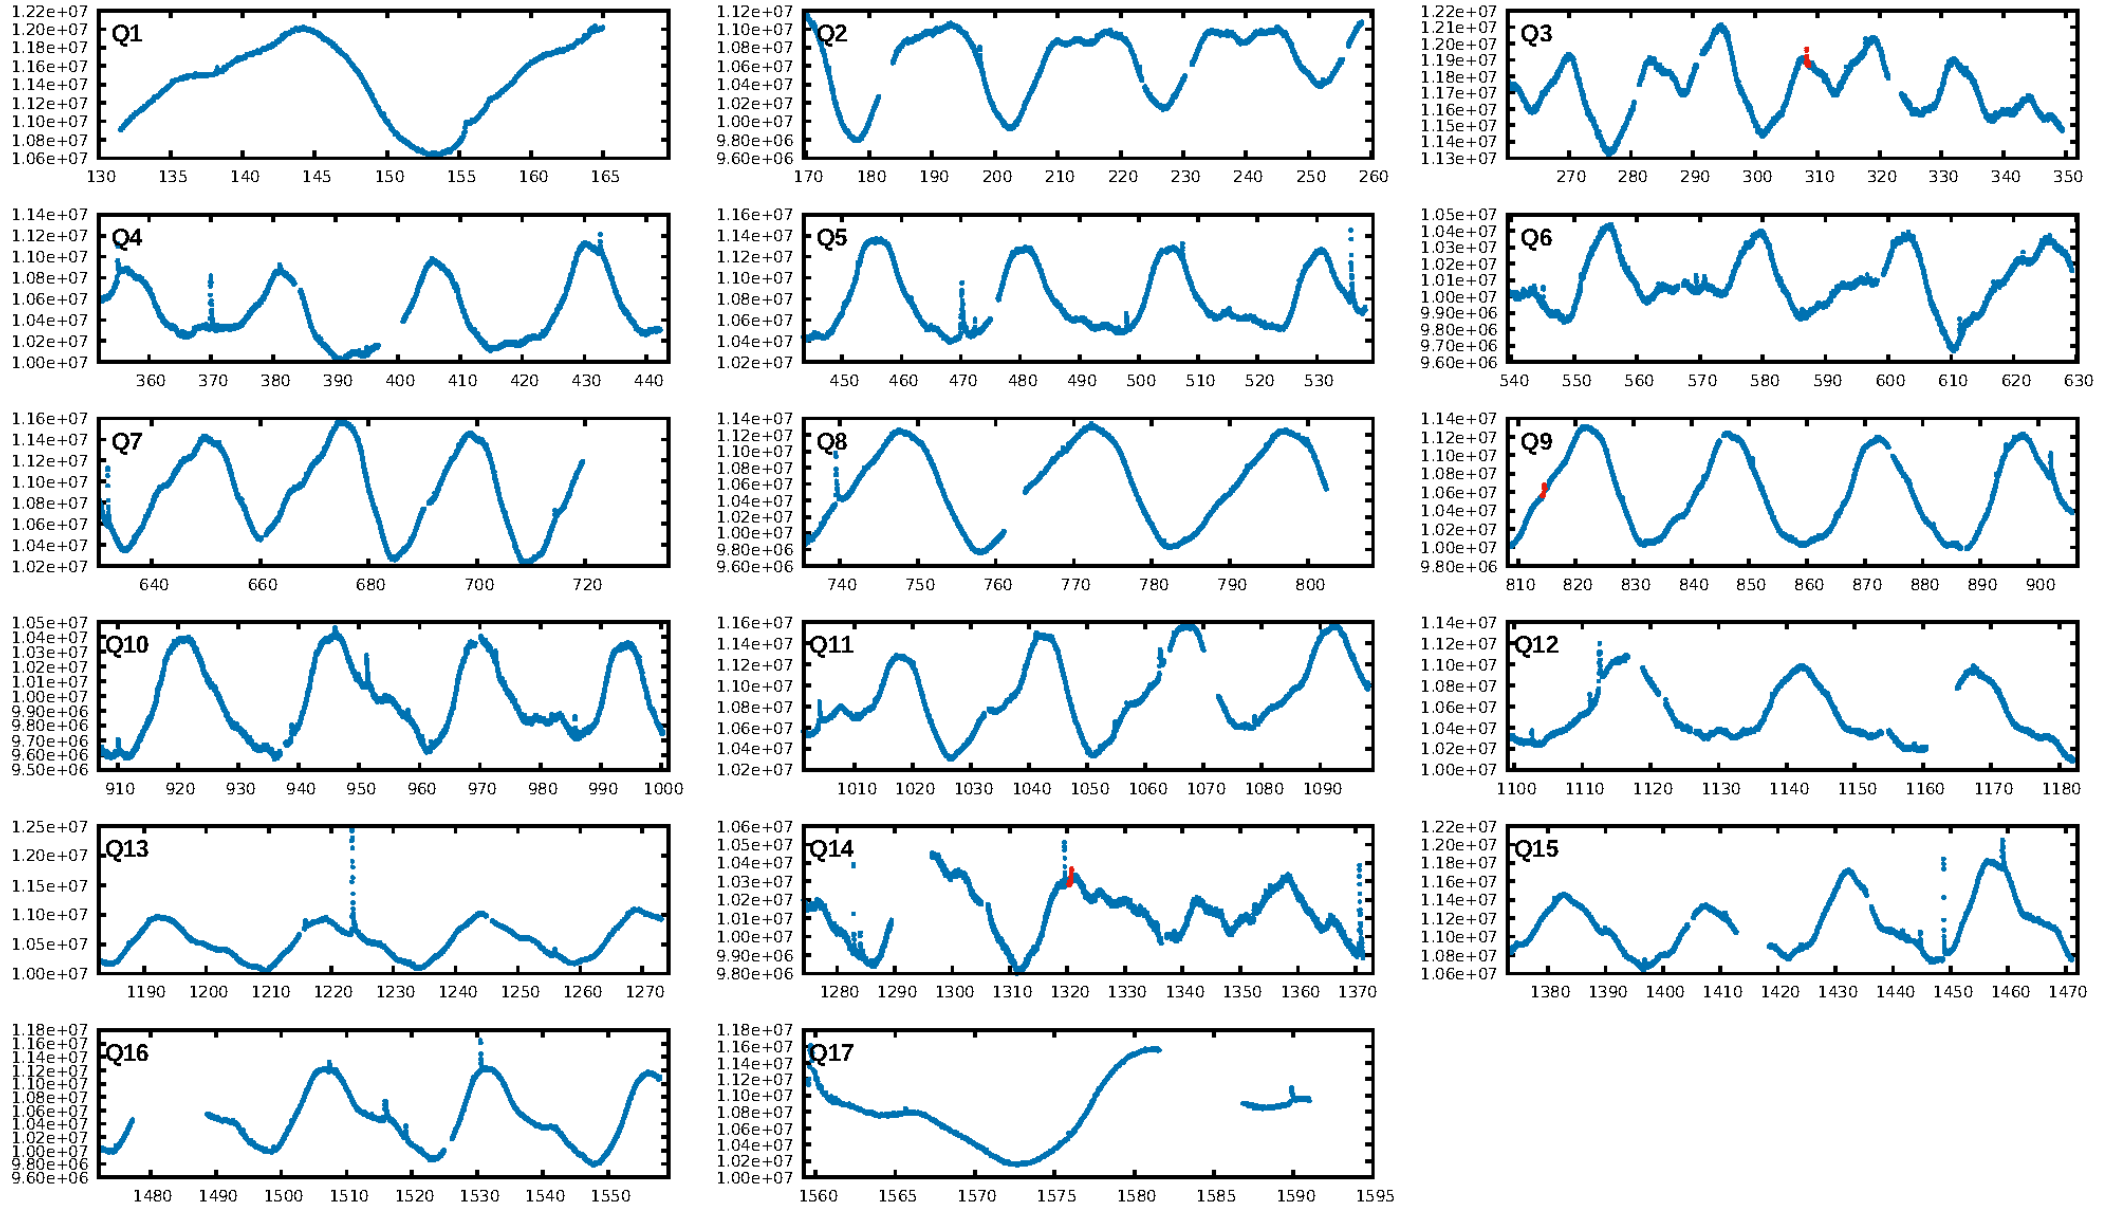 Q1
1.22e+07
1.20e+07
1.18e+07
1.16e+07
1.14e+07
1.12e+07
1.10e+07
1.08e+07
1.06e+07
130 135 140 145 150 155 160 165
Q2
1.12e+07
1.10e+07
1.08e+07
1.06e+07
1.04e+07
1.02e+07
1.00e+07
9.80e+06
9.60e+06
170 180 190 200 210 220 230 240 250 260
Q3
1.22e+07
1.21e+07
1.20e+07
1.19e+07
1.18e+07
1.17e+07
1.16e+07
1.15e+07
1.14e+07
1.13e+07
270 280 290 300 310 320 330 340 350
Q4
1.14e+07
1.12e+07
1.10e+07
1.08e+07
1.06e+07
1.04e+07
1.02e+07
1.00e+07
360 370 380 390 400 410 420 430 440
Q5
1.16e+07
1.14e+07
1.12e+07
1.10e+07
1.08e+07
1.06e+07
1.04e+07
1.02e+07
450 460 470 480 490 500 510 520 530
Q6
1.05e+07
1.04e+07
1.03e+07
1.02e+07
1.01e+07
1.00e+07
9.90e+06
9.80e+06
9.70e+06
9.60e+06
540 550 560 570 580 590 600 610 620 630
Q7
1.16e+07
1.14e+07
1.12e+07
1.10e+07
1.08e+07
1.06e+07
1.04e+07
1.02e+07
640 660 680 700 720
Q8
1.14e+07
1.12e+07
1.10e+07
1.08e+07
1.06e+07
1.04e+07
1.02e+07
1.00e+07
9.80e+06
9.60e+06
740 750 760 770 780 790 800
Q9
1.14e+07
1.12e+07
1.10e+07
1.08e+07
1.06e+07
1.04e+07
1.02e+07
1.00e+07
9.80e+06
810 820 830 840 850 860 870 880 890 900
Q10
1.05e+07
1.04e+07
1.03e+07
1.02e+07
1.01e+07
1.00e+07
9.90e+06
9.80e+06
9.70e+06
9.60e+06
9.50e+06
910 920 930 940 950 960 970 980 990 1000
Q11
1.16e+07
1.14e+07
1.12e+07
1.10e+07
1.08e+07
1.06e+07
1.04e+07
1.02e+07
1010 1020 1030 1040 1050 1060 1070 1080 1090
Q12
1.14e+07
1.12e+07
1.10e+07
1.08e+07
1.06e+07
1.04e+07
1.02e+07
1.00e+07
1100 1110 1120 1130 1140 1150 1160 1170 1180
Q13
1.25e+07
1.20e+07
1.15e+07
1.10e+07
1.05e+07
1.00e+07
1190 1200 1210 1220 1230 1240 1250 1260 1270
Q14
1.06e+07
1.05e+07
1.04e+07
1.03e+07
1.02e+07
1.01e+07
1.00e+07
9.90e+06
9.80e+06
1280 1290 1300 1310 1320 1330 1340 1350 1360 1370
Q15
1.22e+07
1.20e+07
1.18e+07
1.16e+07
1.14e+07
1.12e+07
1.10e+07
1.08e+07
1.06e+07
1380 1390 1400 1410 1420 1430 1440 1450 1460 1470
Q16
1.18e+07
1.16e+07
1.14e+07
1.12e+07
1.10e+07
1.08e+07
1.06e+07
1.04e+07
1.02e+07
1.00e+07
9.80e+06
9.60e+06
1480 1490 1500 1510 1520 1530 1540 1550
Q17
1.18e+07
1.16e+07
1.14e+07
1.12e+07
1.10e+07
1.08e+07
1.06e+07
1.04e+07
1.02e+07
1.00e+07
1560 1565 1570 1575 1580 1585 1590 1595